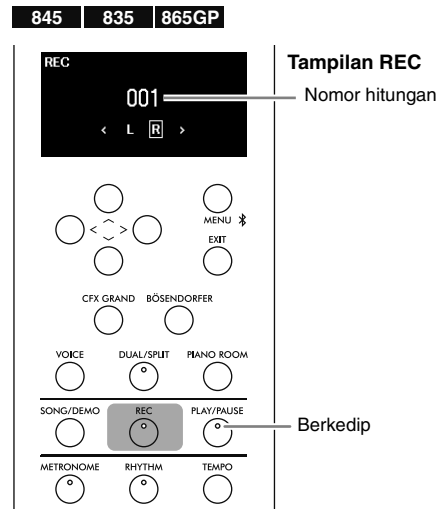 845 835 865GP
REC
Tampilan REC
001
Nomor hitungan
< L R >
MENU
< >
EXIT
CFX GRAND BÖSENDORFER
VOICE DUAL/SPLIT PIANO ROOM
SONG/DEMO REC PLAY/PAUSE
Berkedip
METRONOME RHYTHM TEMPO